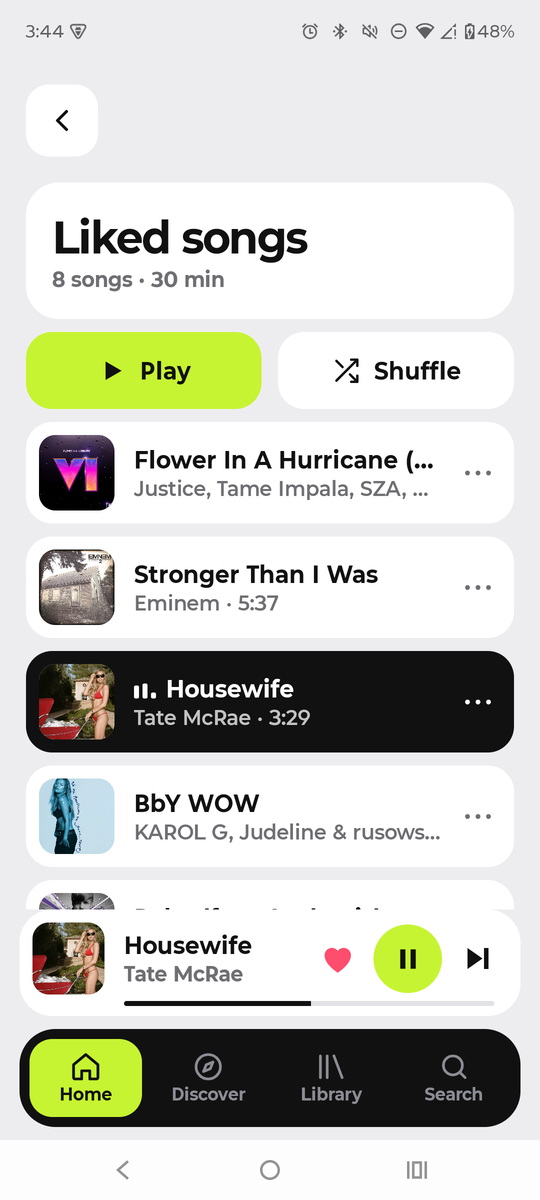 3:44
48%
Liked songs
8 songs · 30 min
Play
Shuffle
Flower In A Hurricane (...
Justice, Tame Impala, SZA, ...
Stronger Than I Was
Eminem · 5:37
Housewife
Tate McRae · 3:29
BbY WOW
KAROL G, Judeline & rusows...
Housewife
Tate McRae
Home
Discover
Library
Search